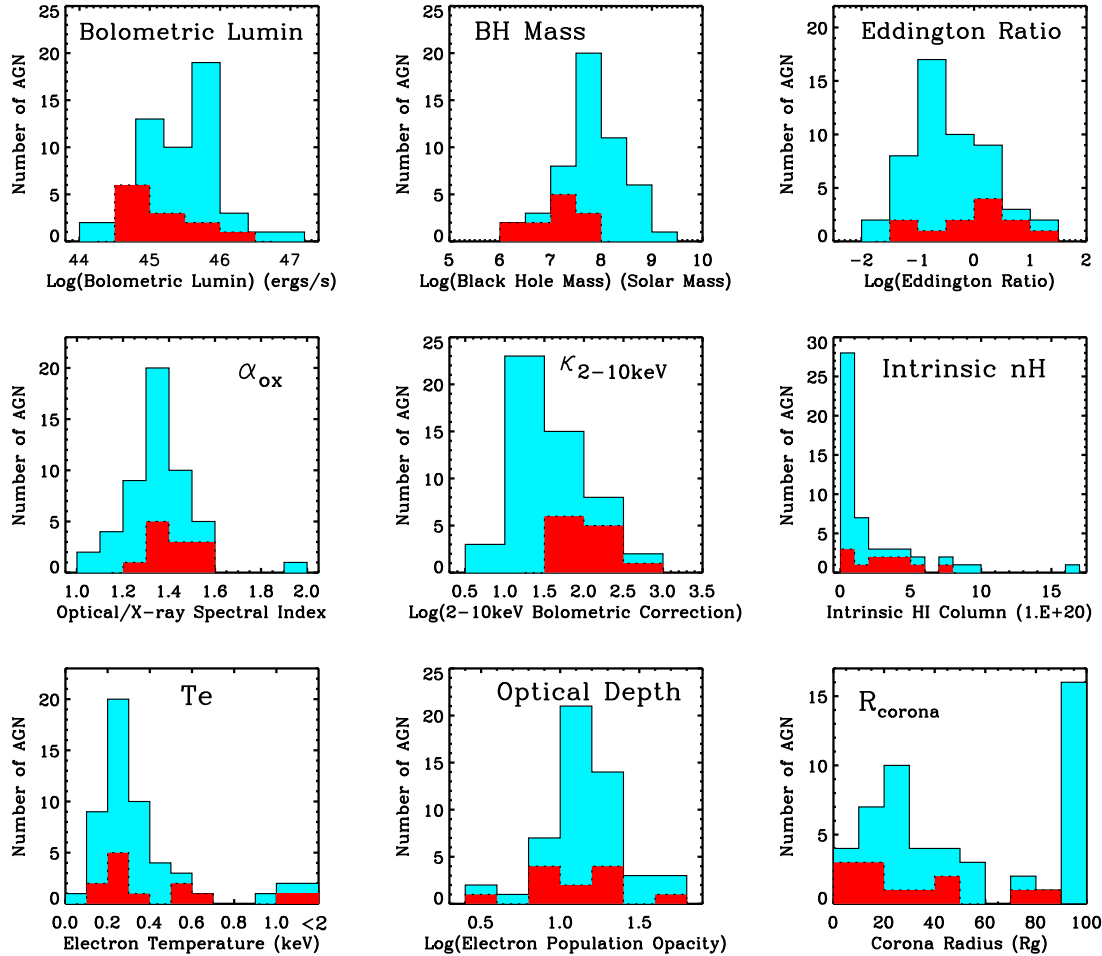 Bolometric Lumin
Number of AGN
0 5 10 15 20 25
44 45 46 47
Log(Bolometric Lumin) (ergs/s)
BH Mass
Number of AGN
0 5 10 15 20 25
5 6 7 8 9 10
Log(Black Hole Mass) (Solar Mass)
Eddington Ratio
Number of AGN
0 5 10 15 20
−2 −1 0 1 2
Log(Eddington Ratio)
αox
Number of AGN
0 5 10 15 20
1.0 1.2 1.4 1.6 1.8 2.0
Optical/X−ray Spectral Index
κ2−10keV
Number of AGN
0 5 10 15 20 25
0.5 1.0 1.5 2.0 2.5 3.0 3.5
Log(2−10keV Bolometric Correction)
Intrinsic nH
Number of AGN
0 5 10 15 20 25 30
0 5 10 15
Intrinsic HI Column (1.E+20)
Te
Number of AGN
0 5 10 15 20
0.0 0.2 0.4 0.6 0.8 1.0 <2
Electron Temperature (keV)
Optical Depth
Number of AGN
0 5 10 15 20 25
0.5 1.0 1.5
Log(Electron Population Opacity)
Rcorona
Number of AGN
0 5 10 15
0 20 40 60 80 100
Corona Radius (Rg)